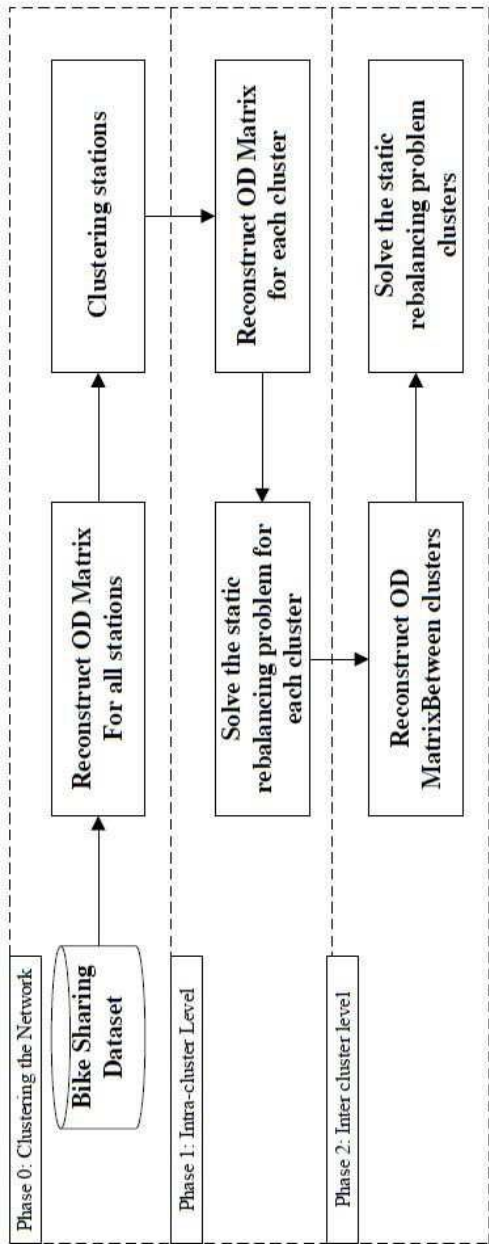 Phase 0: Clustering the Network
Bike Sharing
Dataset
Reconstruct OD Matrix
For all stations
Clustering stations
Phase 1: Intra-cluster Level
Reconstruct OD Matrix
for each cluster
Solve the static
rebalancing problem for
each cluster
Phase 2: Inter cluster level
Reconstruct OD
MatrixBetween clusters
Solve the static
rebalancing problem
clusters